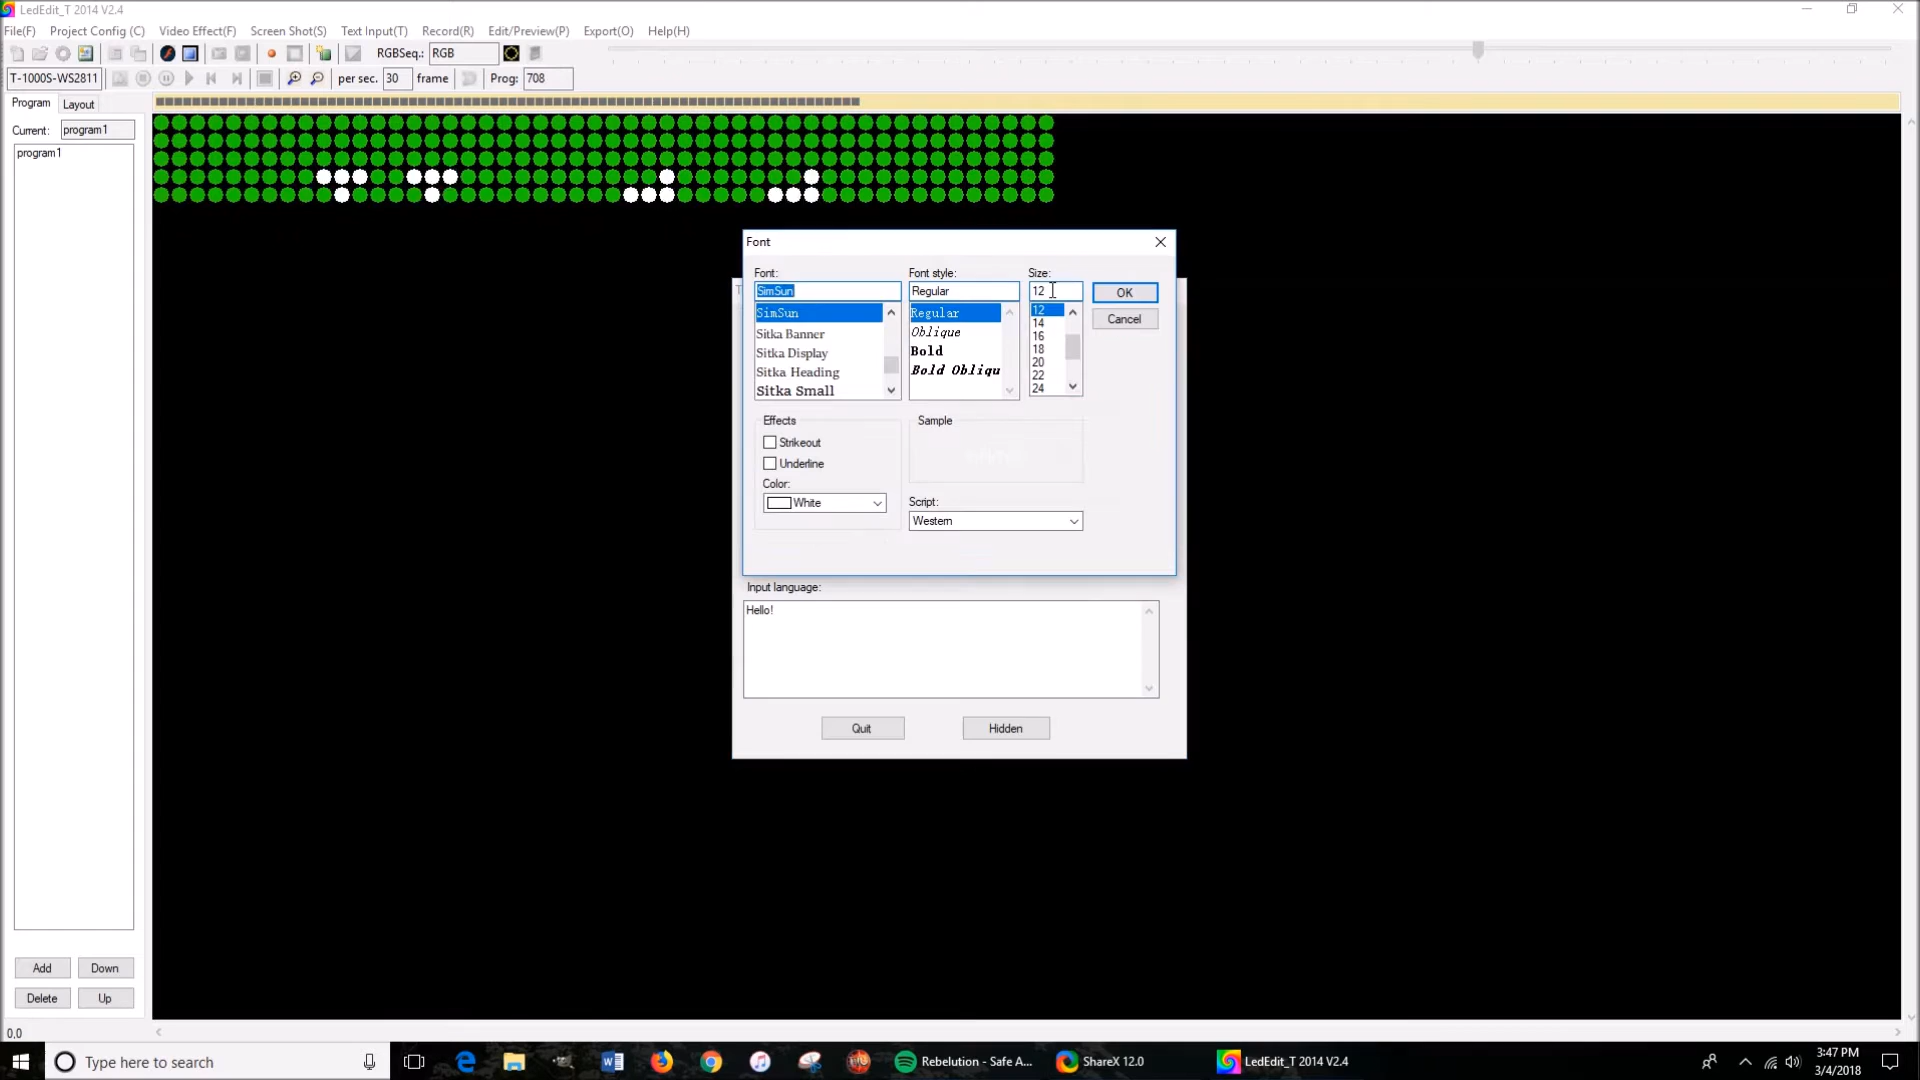 LedEdit_T 2014 V2.4
File(F) Project Config (C) Video Effect(F) Screen Shot(S) Text Input(T) Record(R) Edit/Preview(P) Export(O) Help(H)
RGBSeq.: RGB
T-1000S-WS2811 per sec. 30 frame Prog: 708
Program Layout
Current: program1
program1
Font
Font: Font style: Size:
SimSun Regular 12 OK
SimSun Regular 12
Cancel
Sitka Banner Oblique 14
Sitka Display Bold 16
Sitka Heading Bold Obliqu 18
Sitka Small 20
22
24
Effects Sample
Strikeout
Underline
Color:
White
Script:
Western
Input language:
Hello!
Quit Hidden
Add Down
Delete Up
0,0
Type here to search Rebelution - Safe A... ShareX 12.0 LedEdit_T 2014 V2.4 3:47 PM
3/4/2018